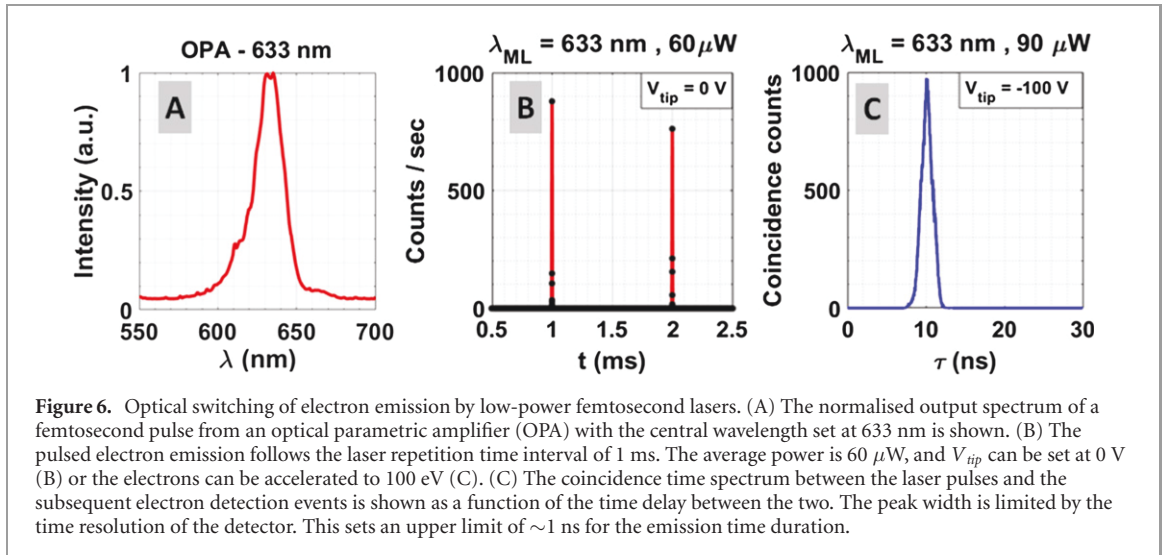 OPA - 633 nm
A
Intensity (a.u.)
1
0.5
0
550 600 650 700
λ (nm)
λML = 633 nm , 60μW
Vtip = 0 V
B
Counts / sec
1000
500
0
0.5 1 1.5 2 2.5
t (ms)
λML = 633 nm , 90 μW
Vtip = -100 V
C
Coincidence counts
1000
500
0
0 10 20 30
τ (ns)
Figure 6. Optical switching of electron emission by low-power femtosecond lasers. (A) The normalised output spectrum of a
femtosecond pulse from an optical parametric amplifier (OPA) with the central wavelength set at 633 nm is shown. (B) The
pulsed electron emission follows the laser repetition time interval of 1 ms. The average power is 60 μW, and Vtip can be set at 0 V
(B) or the electrons can be accelerated to 100 eV (C). (C) The coincidence time spectrum between the laser pulses and the
subsequent electron detection events is shown as a function of the time delay between the two. The peak width is limited by the
time resolution of the detector. This sets an upper limit of ∼1 ns for the emission time duration.